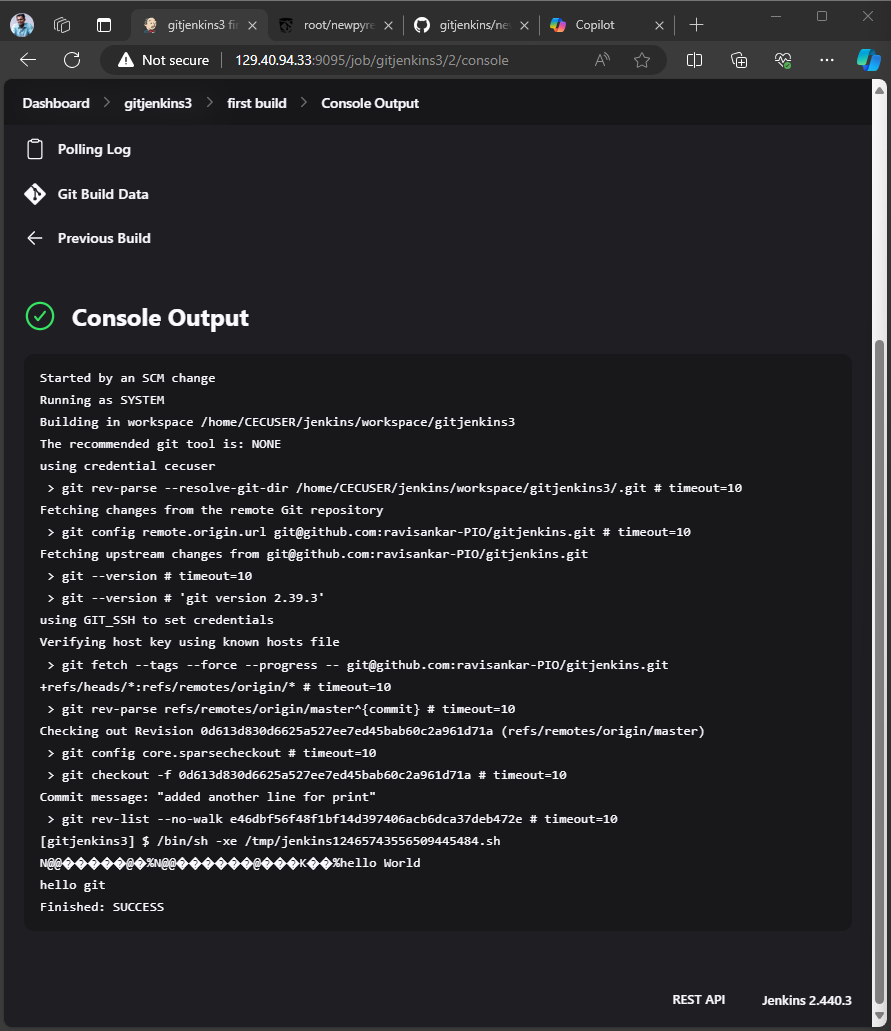 gitjenkins3 fi
root/newpyre
gitjenkins/ne
Copilot
Not secure
129.40.94.33:9095/job/gitjenkins3/2/console
Dashboard
gitjenkins3
first build
Console Output
Polling Log
Git Build Data
Previous Build
Console Output
Started by an SCM change
Running as SYSTEM
Building in workspace /home/CECUSER/jenkins/workspace/gitjenkins3
The recommended git tool is: NONE
using credential cecuser
> git rev-parse --resolve-git-dir /home/CECUSER/jenkins/workspace/gitjenkins3/.git # timeout=10
Fetching changes from the remote Git repository
> git config remote.origin.url git@github.com:ravisankar-PIO/gitjenkins.git # timeout=10
Fetching upstream changes from git@github.com:ravisankar-PIO/gitjenkins.git
> git --version # timeout=10
> git --version # 'git version 2.39.3'
using GIT_SSH to set credentials
Verifying host key using known hosts file
> git fetch --tags --force --progress -- git@github.com:ravisankar-PIO/gitjenkins.git
+refs/heads/*:refs/remotes/origin/* # timeout=10
> git rev-parse refs/remotes/origin/master^{commit} # timeout=10
Checking out Revision 0d613d830d6625a527ee7ed45bab60c2a961d71a (refs/remotes/origin/master)
> git config core.sparsecheckout # timeout=10
> git checkout -f 0d613d830d6625a527ee7ed45bab60c2a961d71a # timeout=10
Commit message: "added another line for print"
> git rev-list --no-walk e46dbf56f48f1bf14d397406acb6dca37deb472e # timeout=10
[gitjenkins3] $ /bin/sh -xe /tmp/jenkins12465743556509445484.sh
N@@�����@�%N@@������@���K��%hello World
hello git
Finished: SUCCESS
REST API
Jenkins 2.440.3